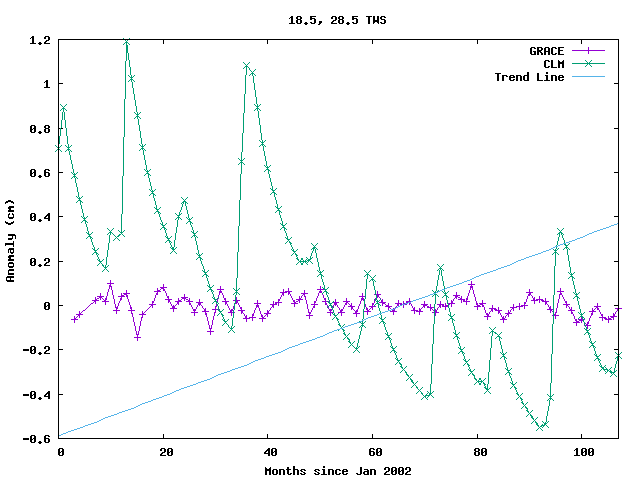 18.5, 28.5 TWS
GRACE
CLM
Trend Line
1.2
1
0.8
0.6
0.4
0.2
0
-0.2
-0.4
-0.6
Anomaly (cm)
0 20 40 60 80 100
Months since Jan 2002